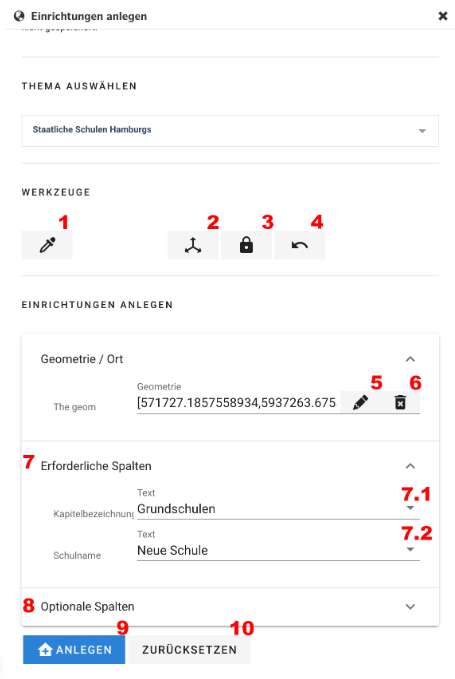 Einrichtungen anlegen
THEMA AUSWÄHLEN
Staatliche Schulen Hamburgs
WERKZEUGE
1 2 3 4
EINRICHTUNGEN ANLEGEN
Geometrie / Ort
Geometrie 5 6
The geom [571727.1857558934,5937263.675
7 Erforderliche Spalten
Text 7.1
Kapitelbezeichnung Grundschulen
Text 7.2
Schulname Neue Schule
8 Optionale Spalten
9 10
ANLEGEN ZURÜCKSETZEN